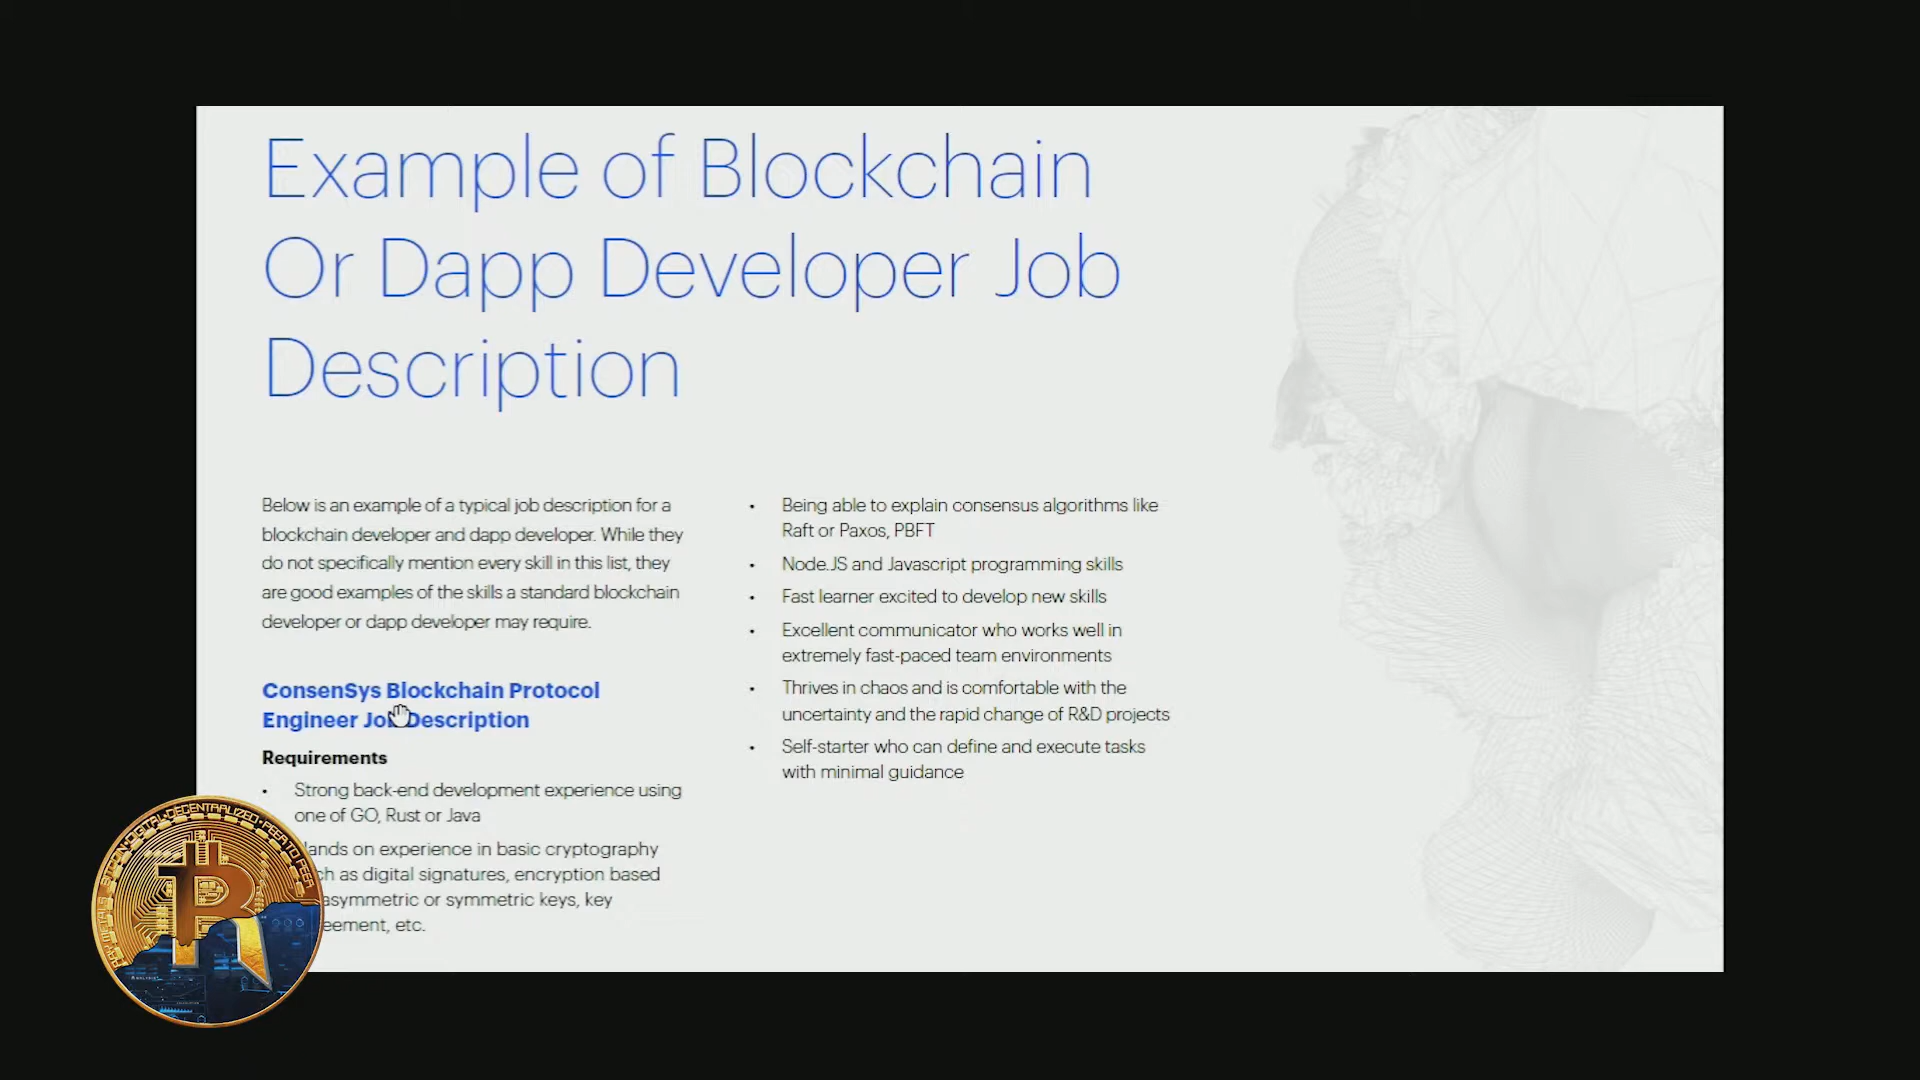 Example of Blockchain
Or Dapp Developer Job
Description
Below is an example of a typical job description for a
blockchain developer and dapp developer. While they
do not specifically mention every skill in this list, they
are good examples of the skills a standard blockchain
developer or dapp developer may require.
ConsenSys Blockchain Protocol
Engineer Job Description
Requirements
• Strong back-end development experience using
one of GO, Rust or Java
on experience in basic cryptography
as digital signatures, encryption based
asymmetric or symmetric keys, key
etc.
• Being able to explain consensus algorithms like
Raft or Paxos, PBFT
• Node.JS and Javascript programming skills
• Fast learner excited to develop new skills
• Excellent communicator who works well in
extremely fast-paced team environments
• Thrives in chaos and is comfortable with the
uncertainty and the rapid change of R&D projects
• Self-starter who can define and execute tasks
with minimal guidance
BITCOIN•DIGITAL•DECENTRALIZED•PEER TO PEER